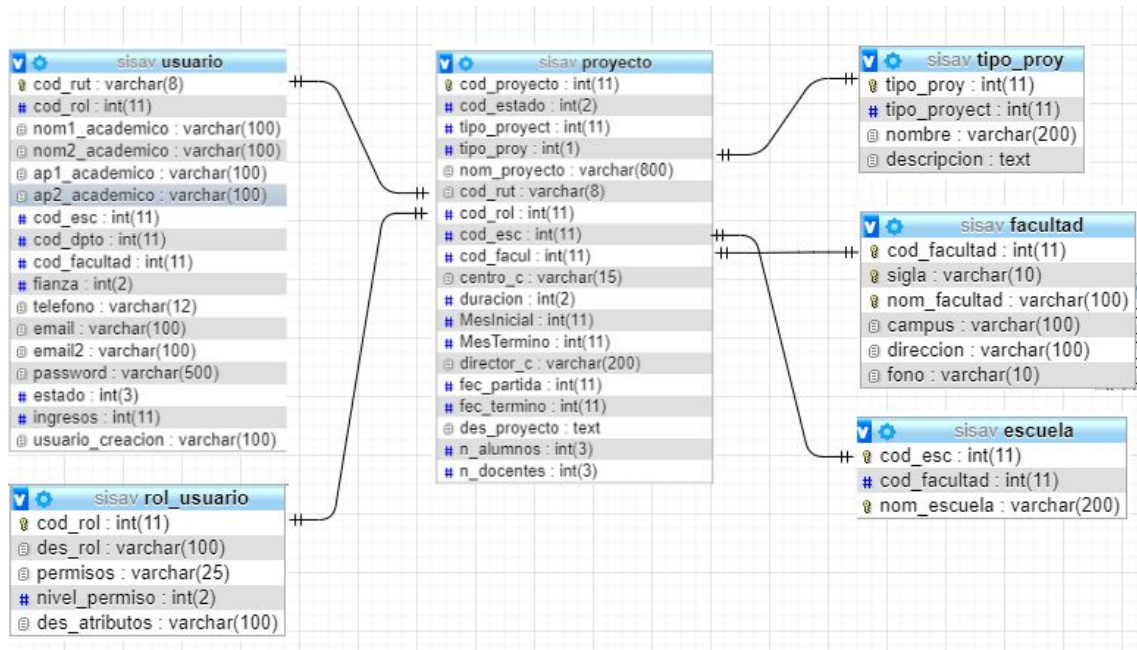 sisav usuario
cod_rut : varchar(8)
cod_rol : int(11)
nom1_academico : varchar(100)
nom2_academico : varchar(100)
ap1_academico : varchar(100)
ap2_academico : varchar(100)
cod_esc : int(11)
cod_dpto : int(11)
cod_facultad : int(11)
fianza : int(2)
telefono : varchar(12)
email : varchar(100)
email2 : varchar(100)
password : varchar(500)
estado : int(3)
ingresos : int(11)
usuario_creacion : varchar(100)
sisav rol_usuario
cod_rol : int(11)
des_rol : varchar(100)
permisos : varchar(25)
nivel_permiso : int(2)
des_atributos : varchar(100)
sisav proyecto
cod_proyecto : int(11)
cod_estado : int(2)
tipo_proyect : int(11)
tipo_proy : int(1)
nom_proyecto : varchar(800)
cod_rut : varchar(8)
cod_rol : int(11)
cod_esc : int(11)
cod_facul : int(11)
centro_c : varchar(15)
duracion : int(2)
MesInicial : int(11)
MesTermino : int(11)
director_c : varchar(200)
fec_partida : int(11)
fec_termino : int(11)
des_proyecto : text
n_alumnos : int(3)
n_docentes : int(3)
sisav tipo_proy
tipo_proy : int(11)
tipo_proyect : int(11)
nombre : varchar(200)
descripcion : text
sisav facultad
cod_facultad : int(11)
sigla : varchar(10)
nom_facultad : varchar(100)
campus : varchar(100)
direccion : varchar(100)
fono : varchar(10)
sisav escuela
cod_esc : int(11)
cod_facultad : int(11)
nom_escuela : varchar(200)